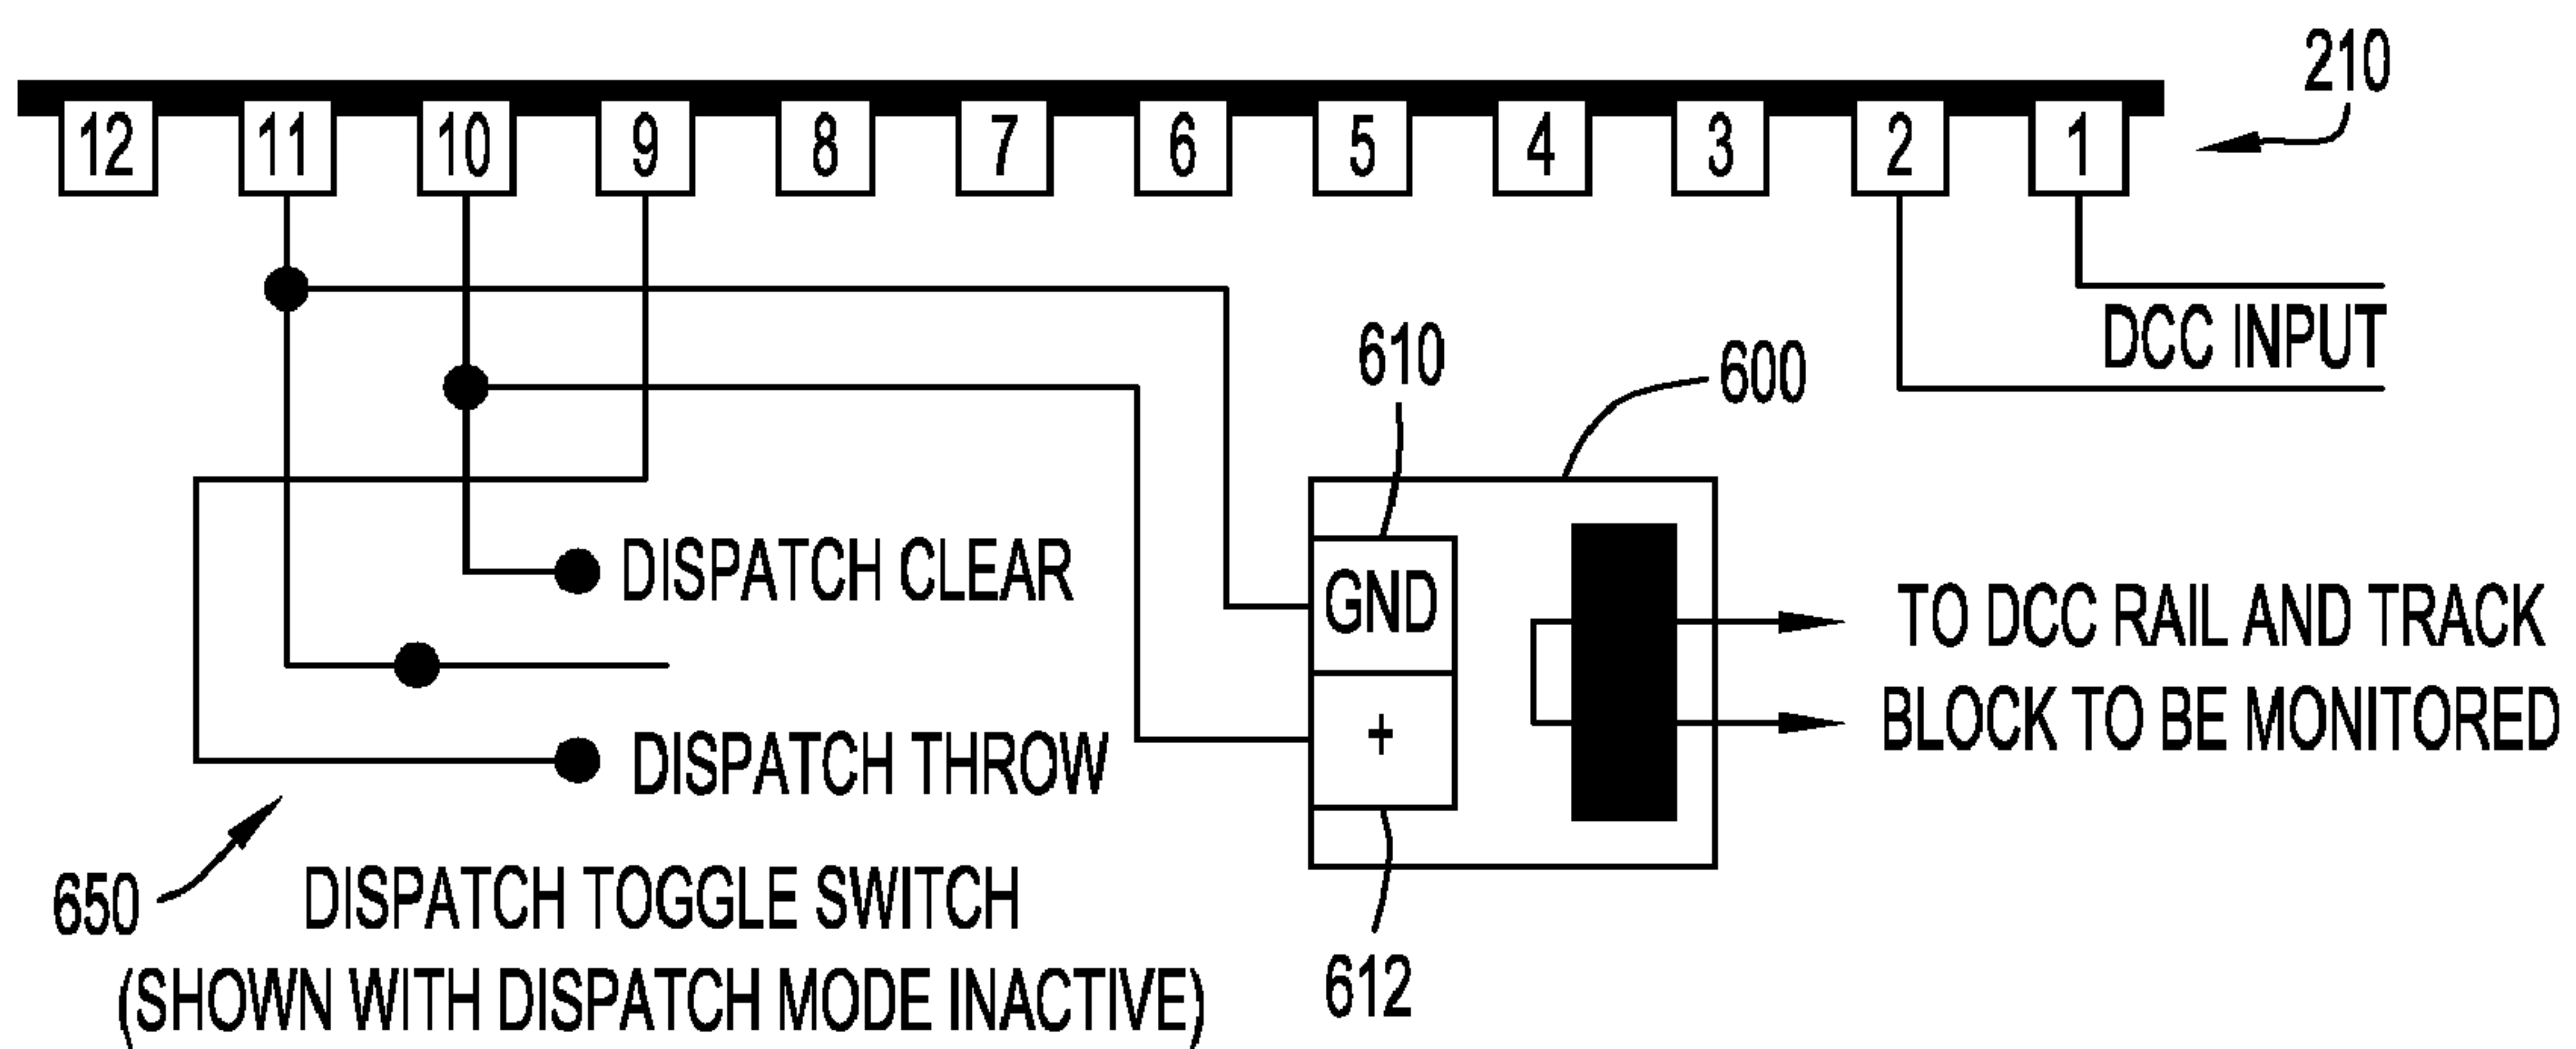 210
12 11 10 9 8 7 6 5 4 3 2 1
DCC INPUT
610
600
DISPATCH CLEAR
GND
TO DCC RAIL AND TRACK
BLOCK TO BE MONITORED
+
DISPATCH THROW
650
DISPATCH TOGGLE SWITCH
(SHOWN WITH DISPATCH MODE INACTIVE)
612